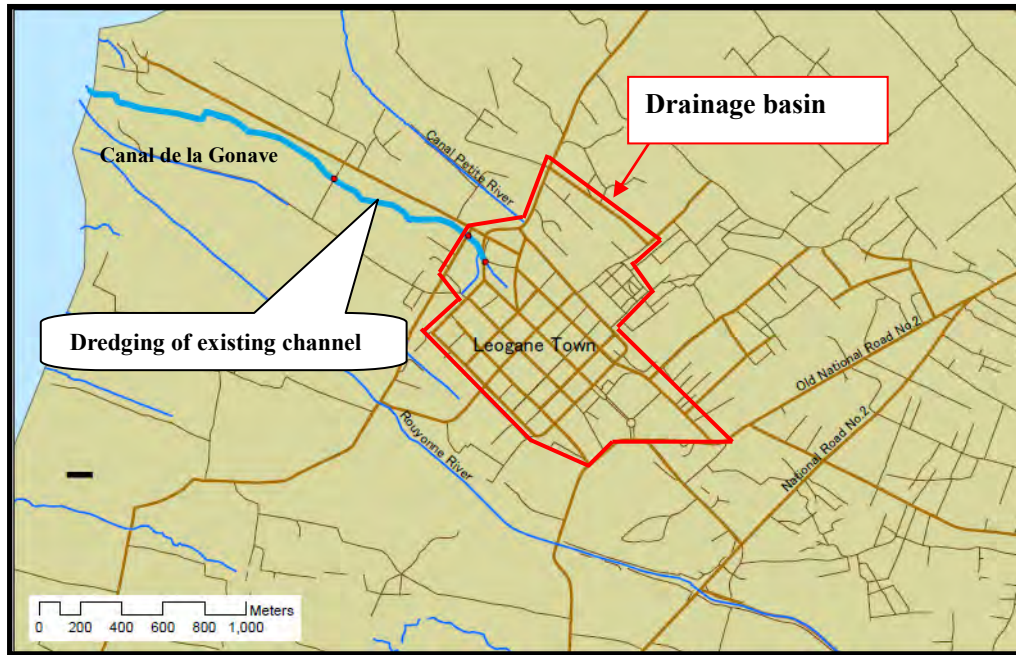 Drainage basin
Canal Petite River
Canal de la Gonave
Dredging of existing channel
Leogane Town
Old National Road No.2
National Road No.2
Rouyonne River
Meters
0 200 400 600 800 1,000